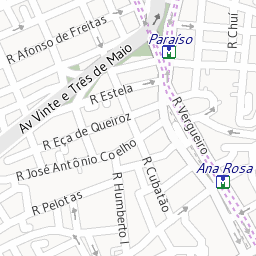 R Afonso de Freitas
R Chuí
Paraíso
Av Vinte e Três de Maio
R Estela
R Vergueiro
R Eça de Queiroz
R José Antônio Coelho
Ana Rosa
R Pelotas
R Humberto I
R Cubatão